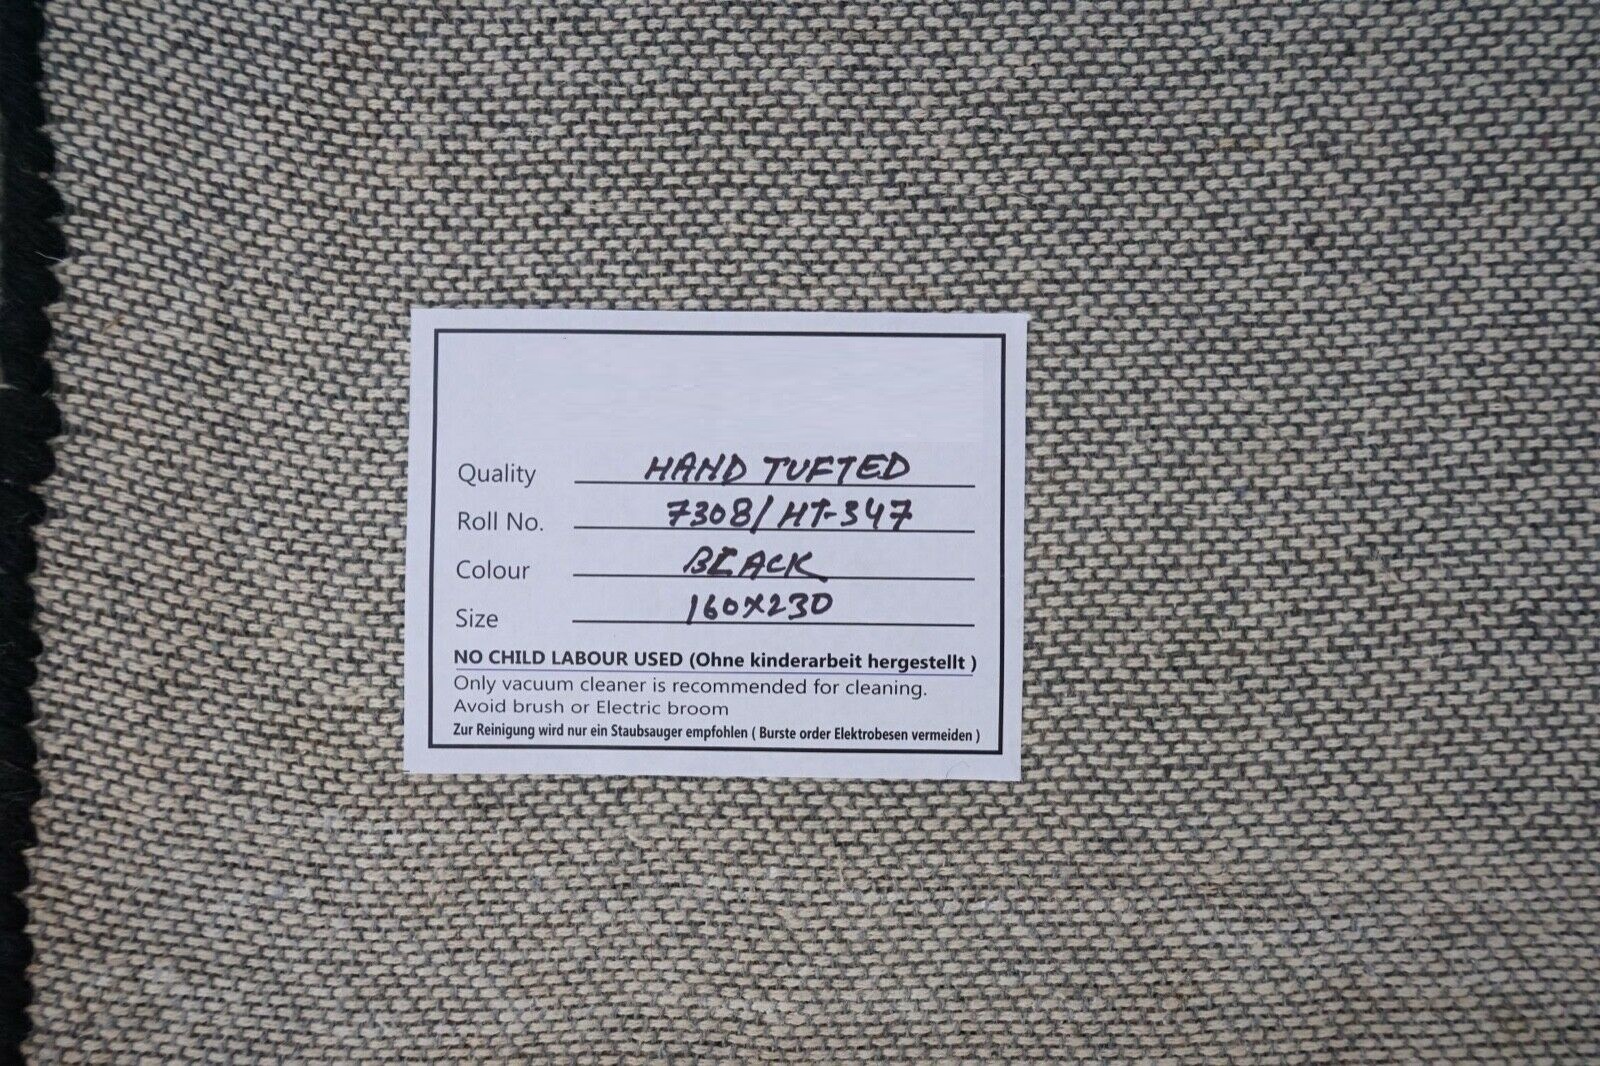 Quality HAND TUFTED
Roll No. 7308/HT-347
Colour BLACK
Size 160X230
NO CHILD LABOUR USED (Ohne kinderarbeit hergestellt )
Only vacuum cleaner is recommended for cleaning.
Avoid brush or Electric broom
Zur Reinigung wird nur ein Staubsauger empfohlen ( Burste order Elektrobesen vermeiden )